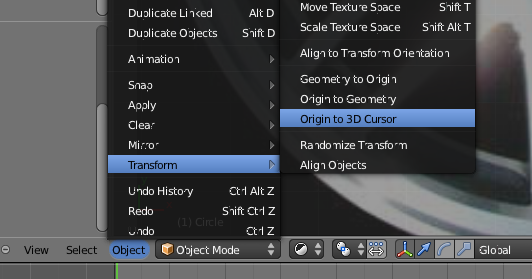 Duplicate Linked Alt D
Duplicate Objects Shift D
Animation
Snap
Apply
Clear
Mirror
Transform
Undo History Ctrl Alt Z
Redo Shift Ctrl Z
Undo Ctrl Z
(1) Circle
Move Texture Space Shift T
Scale Texture Space Shift Alt T
Align to Transform Orientation
Geometry to Origin
Origin to Geometry
Origin to 3D Cursor
Randomize Transform
Align Objects
View Select Object Object Mode Global